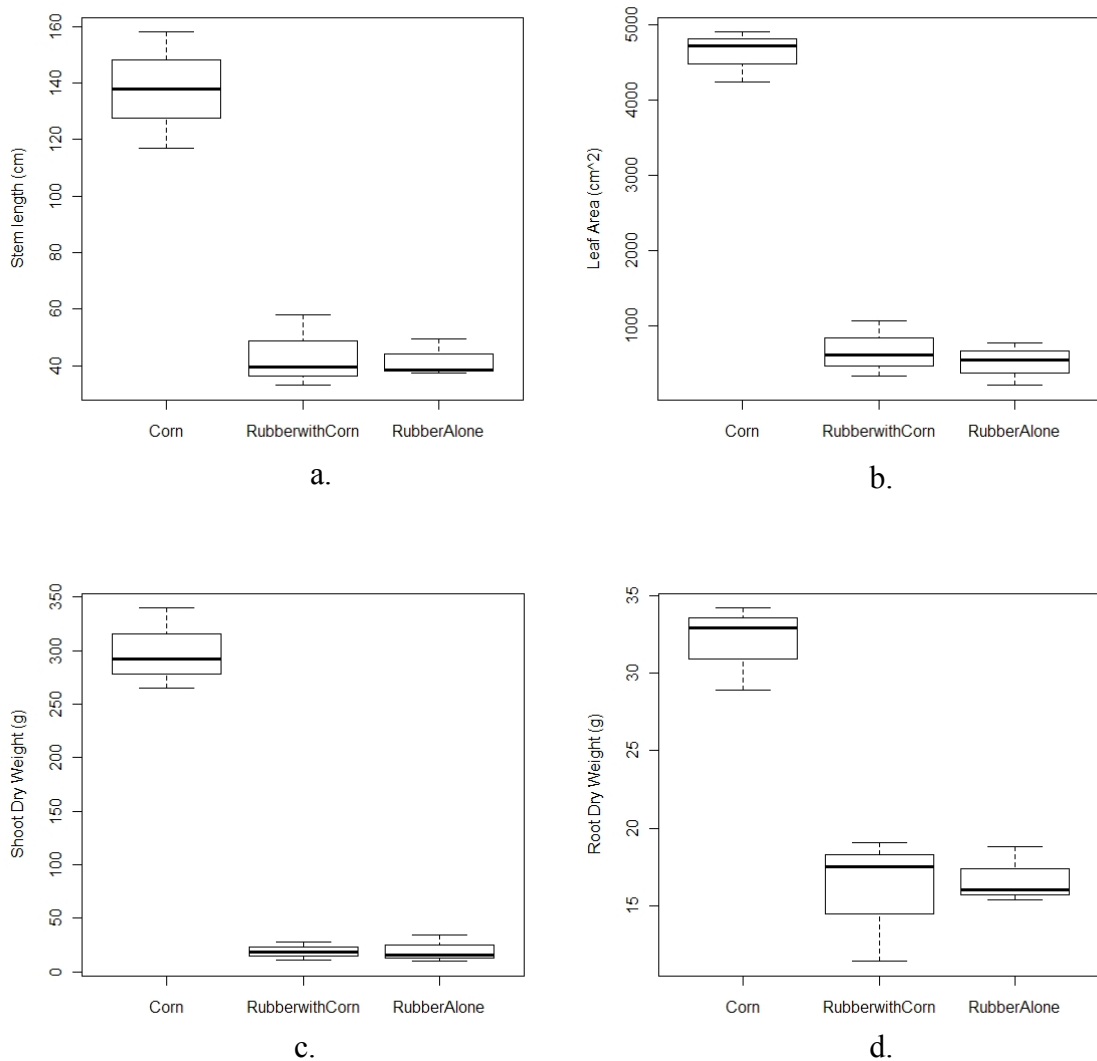 Stem length (cm)
160
140
120
100
80
60
40
Corn
RubberwithCorn
RubberAlone
a.
Leaf Area (cm^2)
5000
4000
3000
2000
1000
Corn
RubberwithCorn
RubberAlone
b.
Shoot Dry Weight (g)
350
300
250
200
150
100
50
0
Corn
RubberwithCorn
RubberAlone
c.
Root Dry Weight (g)
35
30
25
20
15
Corn
RubberwithCorn
RubberAlone
d.